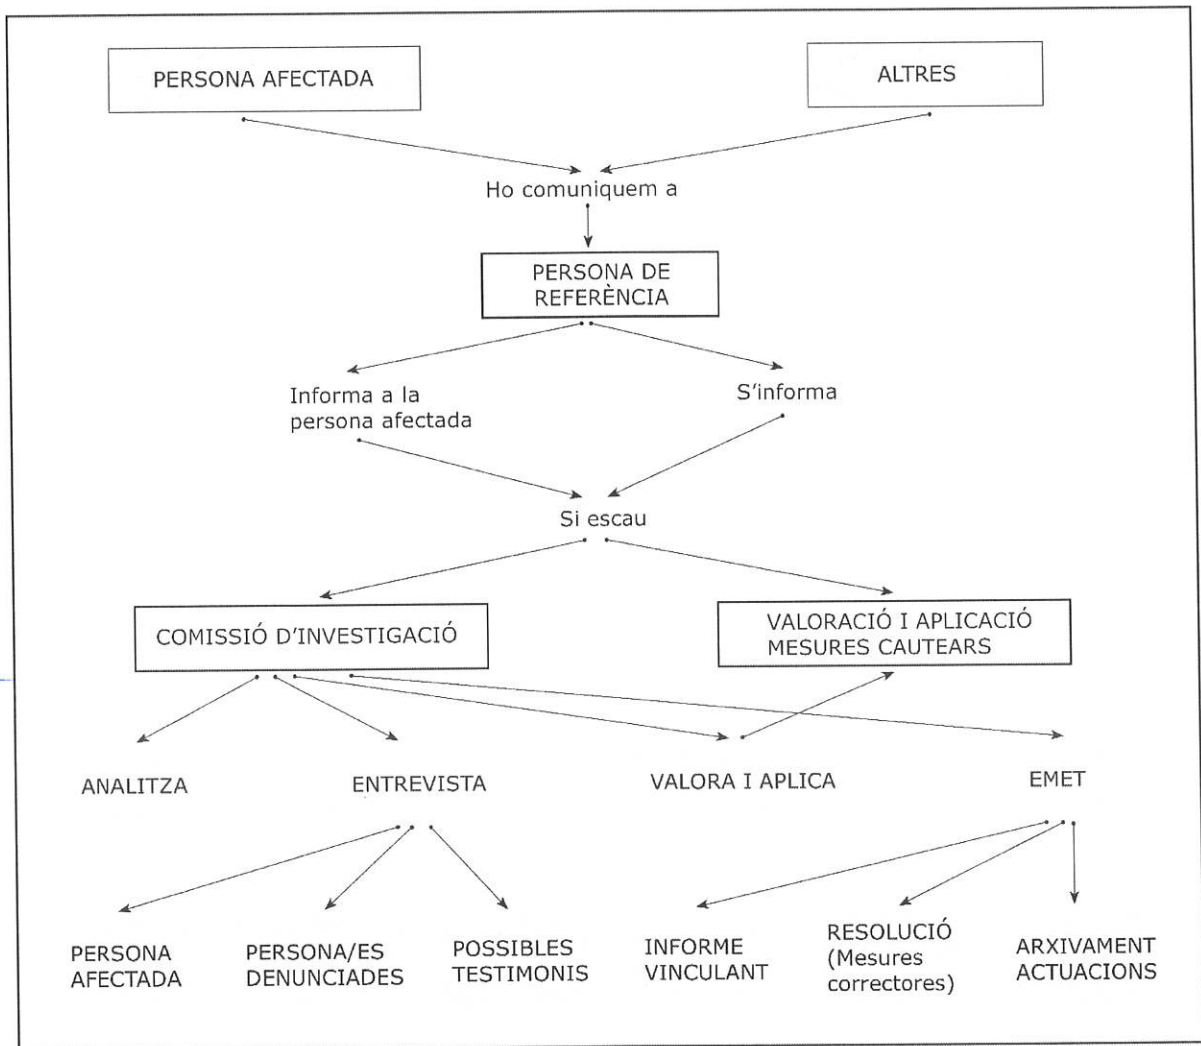 PERSONA AFECTADA
ALTRES
Ho comuniquem a
PERSONA DE
REFERÈNCIA
Informa a la
persona afectada
S'informa
Si escau
COMISSIÓ D'INVESTIGACIÓ
VALORACIÓ I APLICACIÓ
MESURES CAUTEARS
ANALITZA
ENTREVISTA
VALORA I APLICA
EMET
PERSONA
AFECTADA
PERSONA/ES
DENUNCIADES
POSSIBLES
TESTIMONIS
INFORME
VINCULANT
RESOLUCIÓ
(Mesures
correctores)
ARXIVAMENT
ACTUACIONS